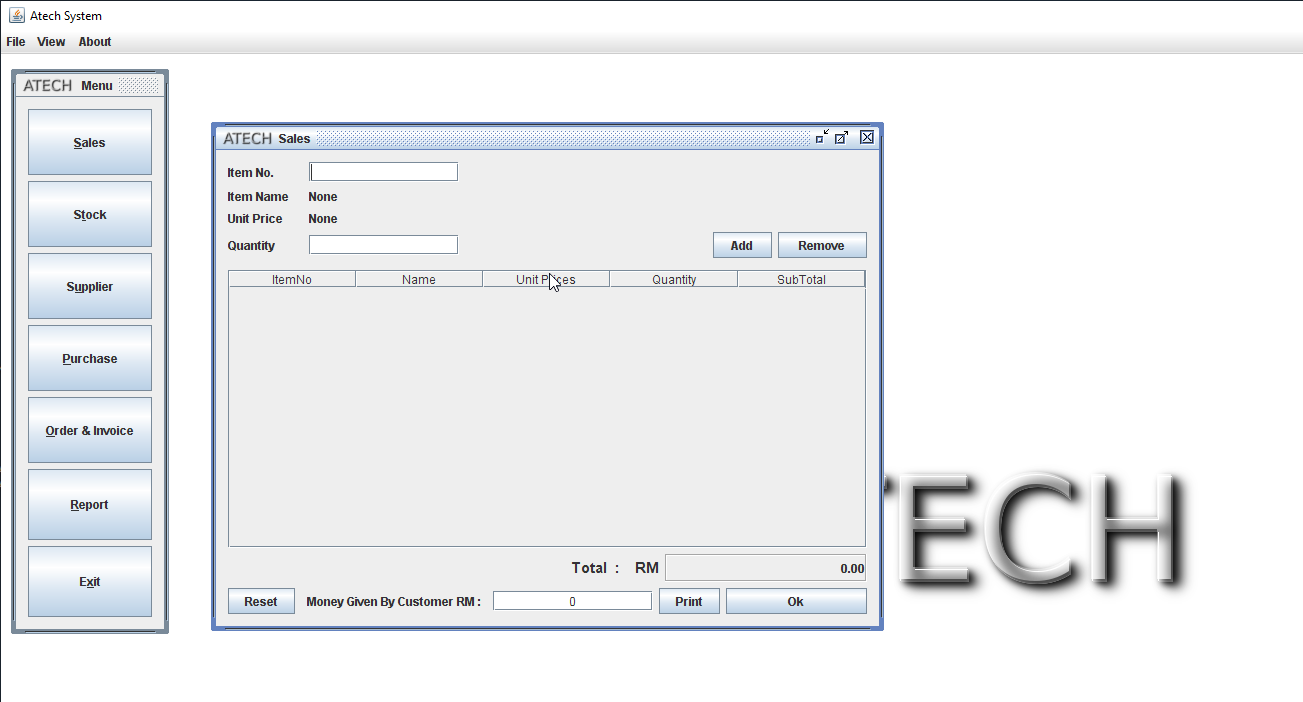 Atech System
File View About
ATECH Menu
Sales
Stock
Supplier
Purchase
Order & Invoice
Report
Exit
ATECH Sales
Item No.
Item Name None
Unit Price None
Quantity
Add Remove
ItemNo Name Unit Prices Quantity SubTotal
Total : RM 0.00
Reset Money Given By Customer RM : 0 Print Ok
TECH